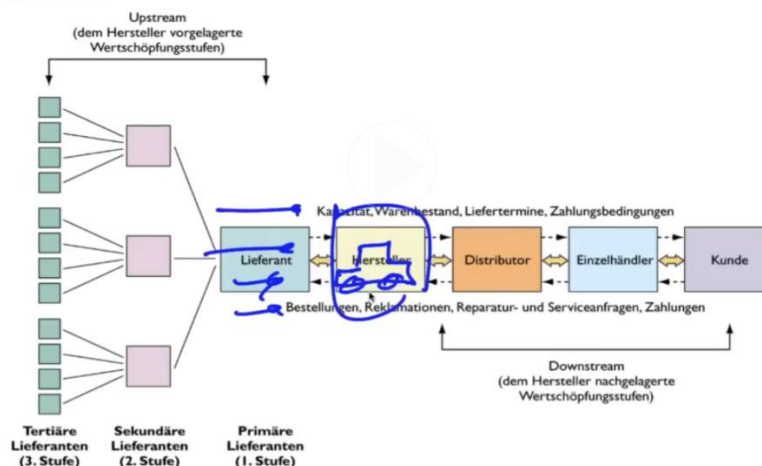 Upstream
(dem Hersteller vorgelagerte
Wertschöpfungsstufen)
Kapazität, Warenbestand, Liefertermine, Zahlungsbedingungen
Lieferant
Hersteller
Distributor
Einzelhändler
Kunde
Bestellungen, Reklamationen, Reparatur- und Serviceanfragen, Zahlungen
Downstream
(dem Hersteller nachgelagerte
Wertschöpfungsstufen)
Tertiäre
Lieferanten
(3. Stufe)
Sekundäre
Lieferanten
(2. Stufe)
Primäre
Lieferanten
(1. Stufe)